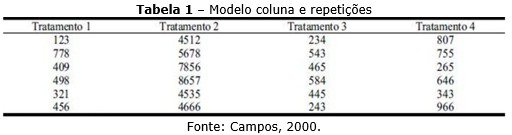 Tabela 1 – Modelo coluna e repetições
Tratamento 1 Tratamento 2 Tratamento 3 Tratamento 4
123 4512 234 807
778 5678 543 755
409 7856 465 265
498 8657 584 646
321 4535 445 343
456 4666 243 966
Fonte: Campos, 2000.